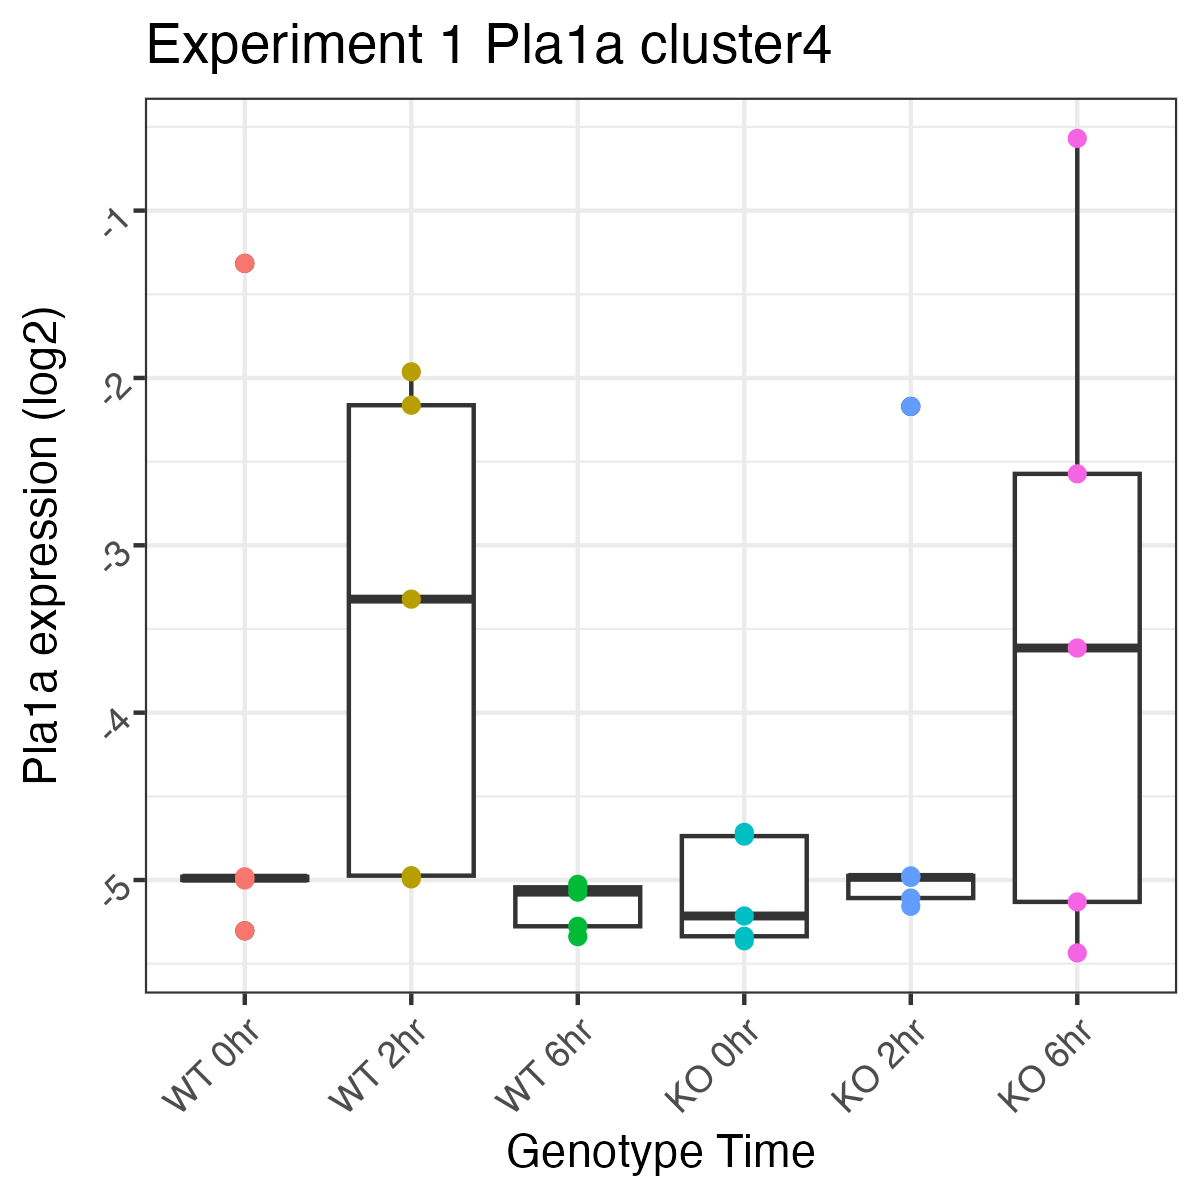 Experiment 1 Pla1a cluster4
Pla1a expression (log2)
-1
-2
-3
-4
-5
WT 0hr
WT 2hr
WT 6hr
KO 0hr
KO 2hr
KO 6hr
Genotype Time